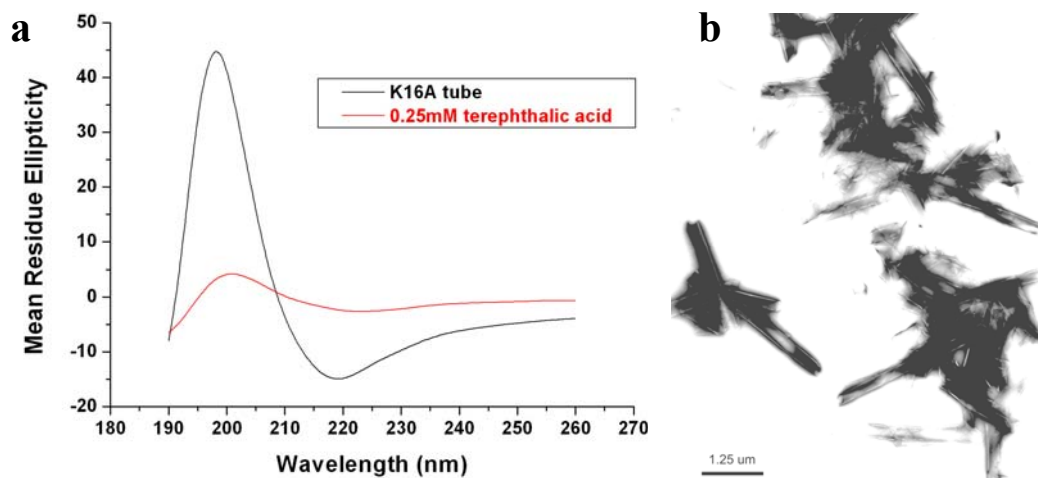 a
b
50
40
30
20
10
0
-10
-20
Mean Residue Ellipticity
K16A tube
0.25mM terephthalic acid
180 190 200 210 220 230 240 250 260 270
Wavelength (nm)
1.25 um